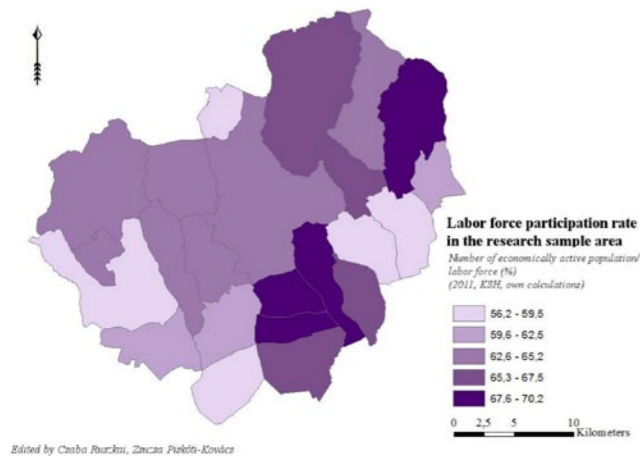 Labor force participation rate
in the research sample area
Number of economically active population/
labor force (%)
(2011, KSH, own calculations)
56,2 - 59,5
59,6 - 62,5
62,6 - 65,2
65,3 - 67,5
67,6 - 70,2
0 2,5 5 10
Kilometers
Edited by Csaba Ruszkai, Zsuzsa Piskóti-Kovács